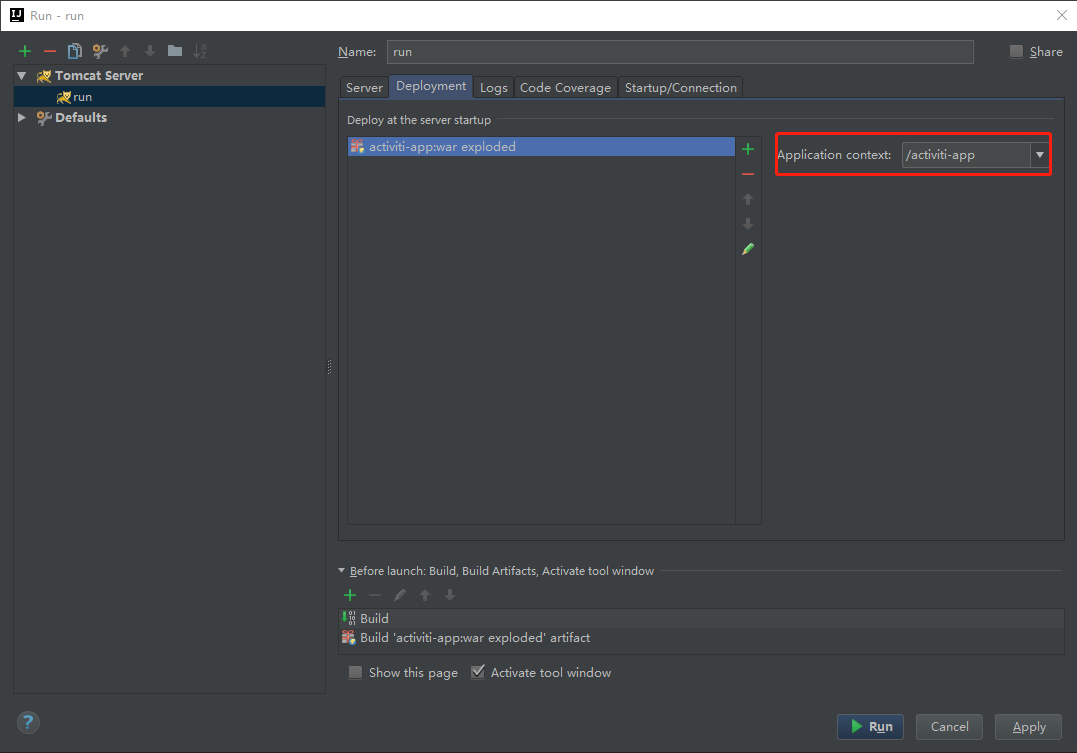 Run - run
Name: run
Share
Tomcat Server
run
Defaults
Server Deployment Logs Code Coverage Startup/Connection
Deploy at the server startup
activiti-app:war exploded
Application context: /activiti-app
Before launch: Build, Build Artifacts, Activate tool window
Build
Build 'activiti-app:war exploded' artifact
Show this page Activate tool window
? Run Cancel Apply